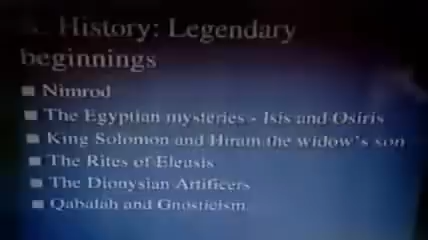 History: Legendary
beginnings
Nimrod
The Egyptian mysteries - Isis and Osiris
King Solomon and Hiram the widow's son
The Rites of Eleusis
The Dionysian Artificers
Qabalah and Gnosticism